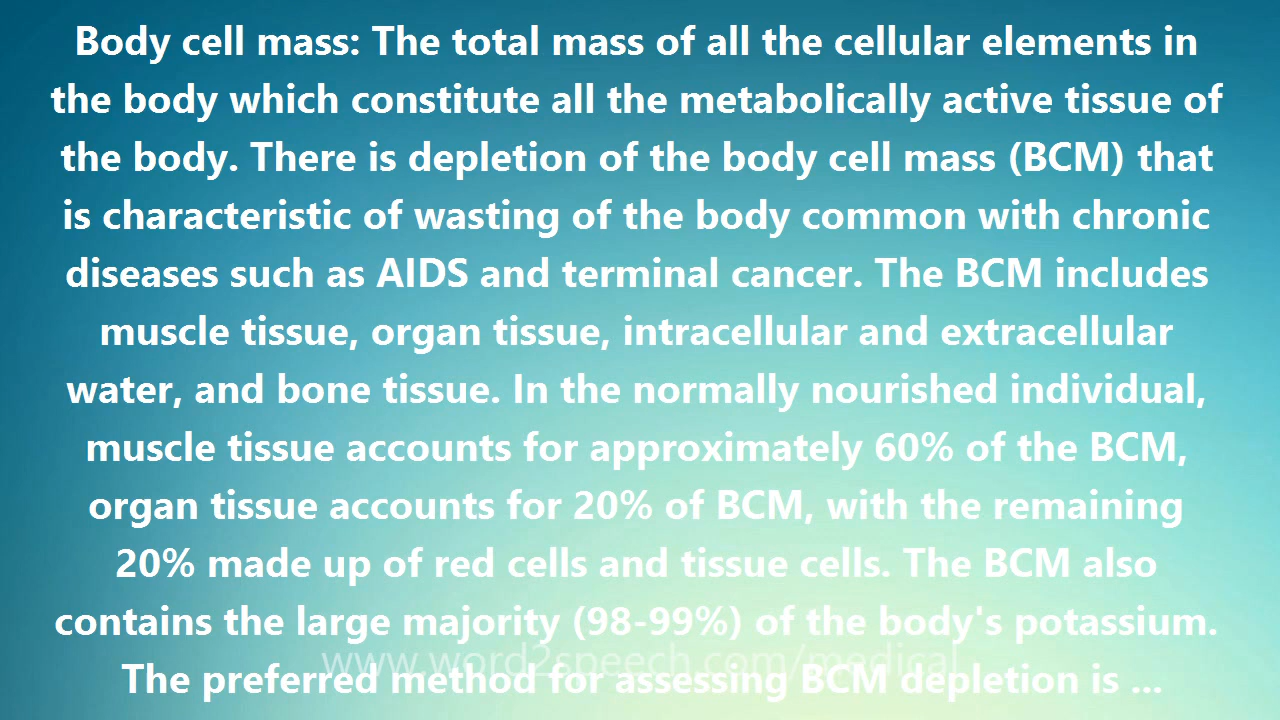 Body cell mass: The total mass of all the cellular elements in
the body which constitute all the metabolically active tissue of
the body. There is depletion of the body cell mass (BCM) that
is characteristic of wasting of the body common with chronic
diseases such as AIDS and terminal cancer. The BCM includes
muscle tissue, organ tissue, intracellular and extracellular
water, and bone tissue. In the normally nourished individual,
muscle tissue accounts for approximately 60% of the BCM,
organ tissue accounts for 20% of BCM, with the remaining
20% made up of red cells and tissue cells. The BCM also
contains the large majority (98-99%) of the body's potassium.
www.word2speech.com/medical
The preferred method for assessing BCM depletion is ...